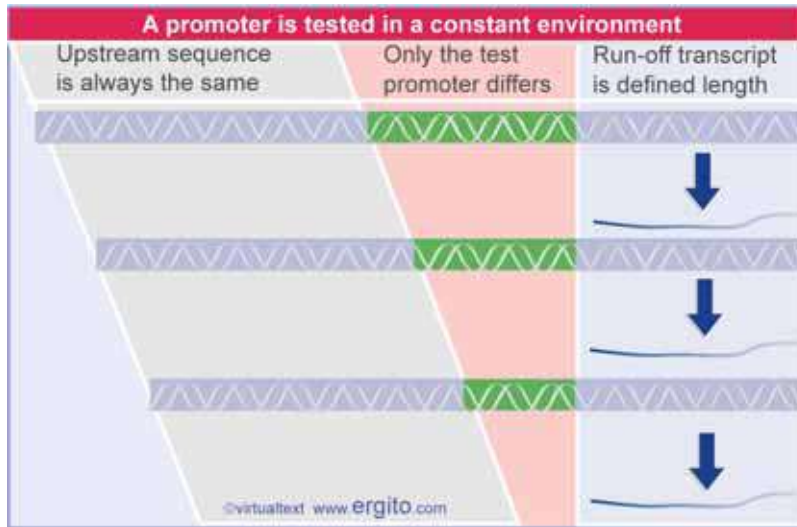 A promoter is tested in a constant environment
Upstream sequence
is always the same
Only the test
promoter differs
Run-off transcript
is defined length
©virtualtext www.ergito.com